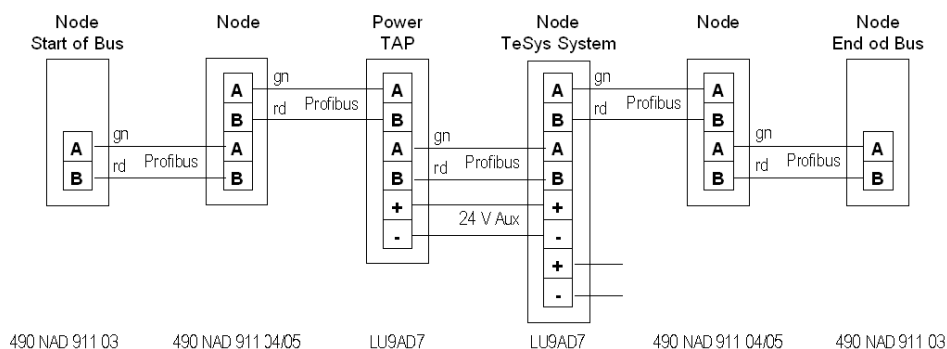 Node
Start of Bus
Node
Power
TAP
Node
TeSys System
Node
Node
End od Bus
gn
rd
Profibus
gn
rd
Profibus
gn
rd
Profibus
gn
rd
Profibus
gn
rd
Profibus
24 V Aux
A
B
A
B
A
B
A
B
A
B
+
-
A
B
A
B
+
-
+
-
A
B
A
B
A
B
490 NAD 911 03
490 NAD 911 04/05
LU9AD7
LU9AD7
490 NAD 911 04/05
490 NAD 911 03